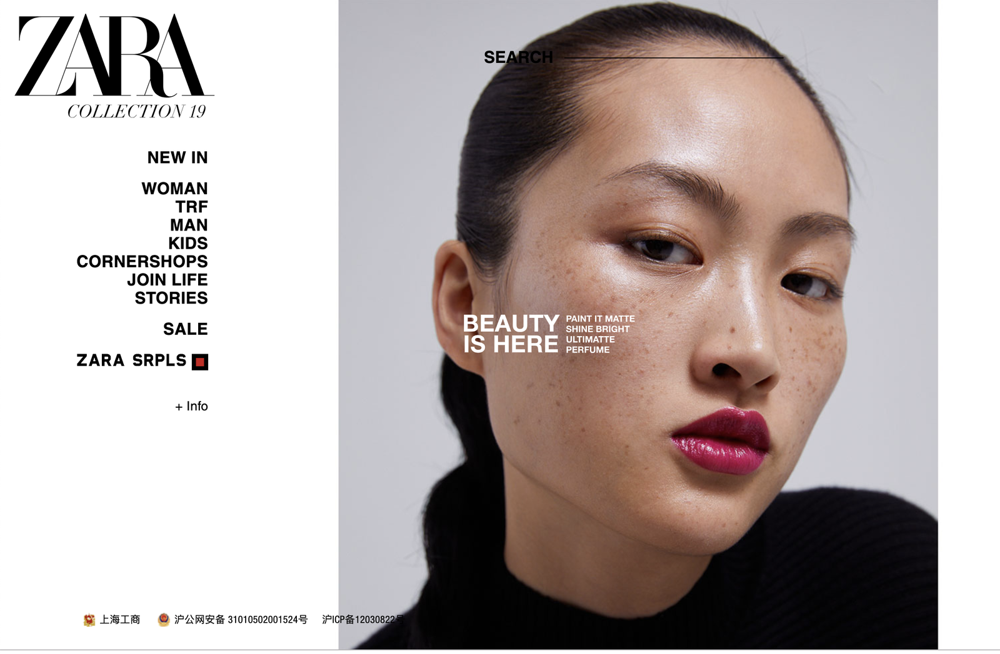 ZARA
COLLECTION 19
NEW IN
WOMAN
TRF
MAN
KIDS
CORNERSHOPS
JOIN LIFE
STORIES
SALE
ZARA SRPLS
+ Info
SEARCH
BEAUTY
IS HERE
PAINT IT MATTE
SHINE BRIGHT
ULTIMATTE
PERFUME
上海工商 沪公网安备 31010502001524号 沪ICP备12030822号